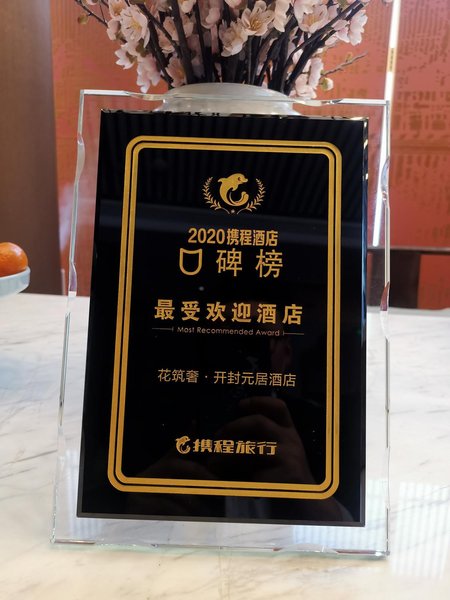 2020携程酒店
口碑榜
最受欢迎酒店
Most Recommended Award
花筑奢·开封元居酒店
携程旅行